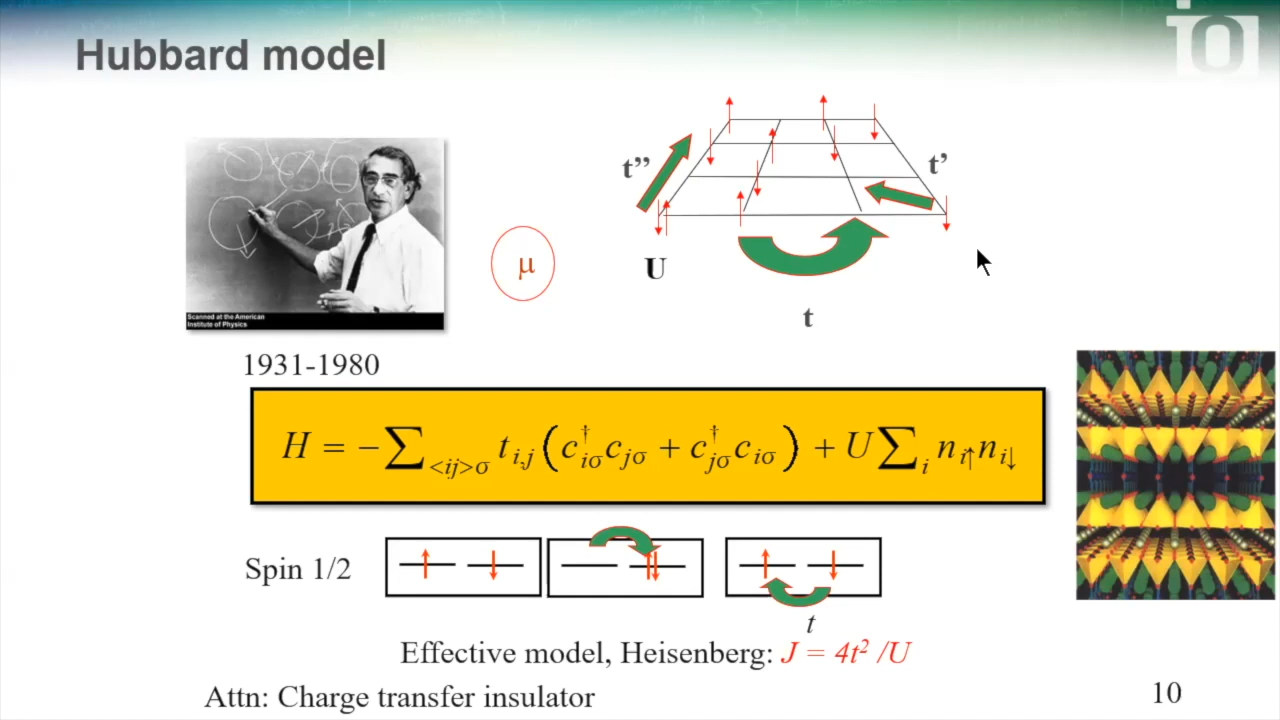 Hubbard model
iO
t”
t’
μ
U
t
Scanned at the American
Institute of Physics
1931-1980
H = −∑<ij>σ t i,j (c†iσ cjσ + c†jσ ciσ) + U∑i ni↑ ni↓
Spin 1/2
t
Effective model, Heisenberg: J = 4t² /U
Attn: Charge transfer insulator
10